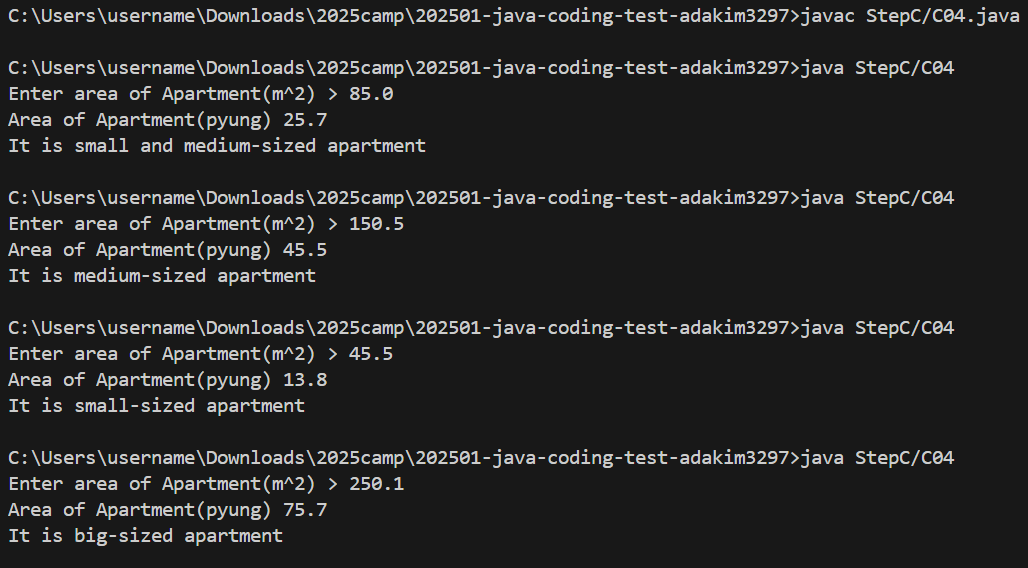 C:\Users\username\Downloads\2025camp\202501-java-coding-test-adakim3297>javac StepC/C04.java
C:\Users\username\Downloads\2025camp\202501-java-coding-test-adakim3297>java StepC/C04
Enter area of Apartment(m^2) > 85.0
Area of Apartment(pyung) 25.7
It is small and medium-sized apartment
C:\Users\username\Downloads\2025camp\202501-java-coding-test-adakim3297>java StepC/C04
Enter area of Apartment(m^2) > 150.5
Area of Apartment(pyung) 45.5
It is medium-sized apartment
C:\Users\username\Downloads\2025camp\202501-java-coding-test-adakim3297>java StepC/C04
Enter area of Apartment(m^2) > 45.5
Area of Apartment(pyung) 13.8
It is small-sized apartment
C:\Users\username\Downloads\2025camp\202501-java-coding-test-adakim3297>java StepC/C04
Enter area of Apartment(m^2) > 250.1
Area of Apartment(pyung) 75.7
It is big-sized apartment